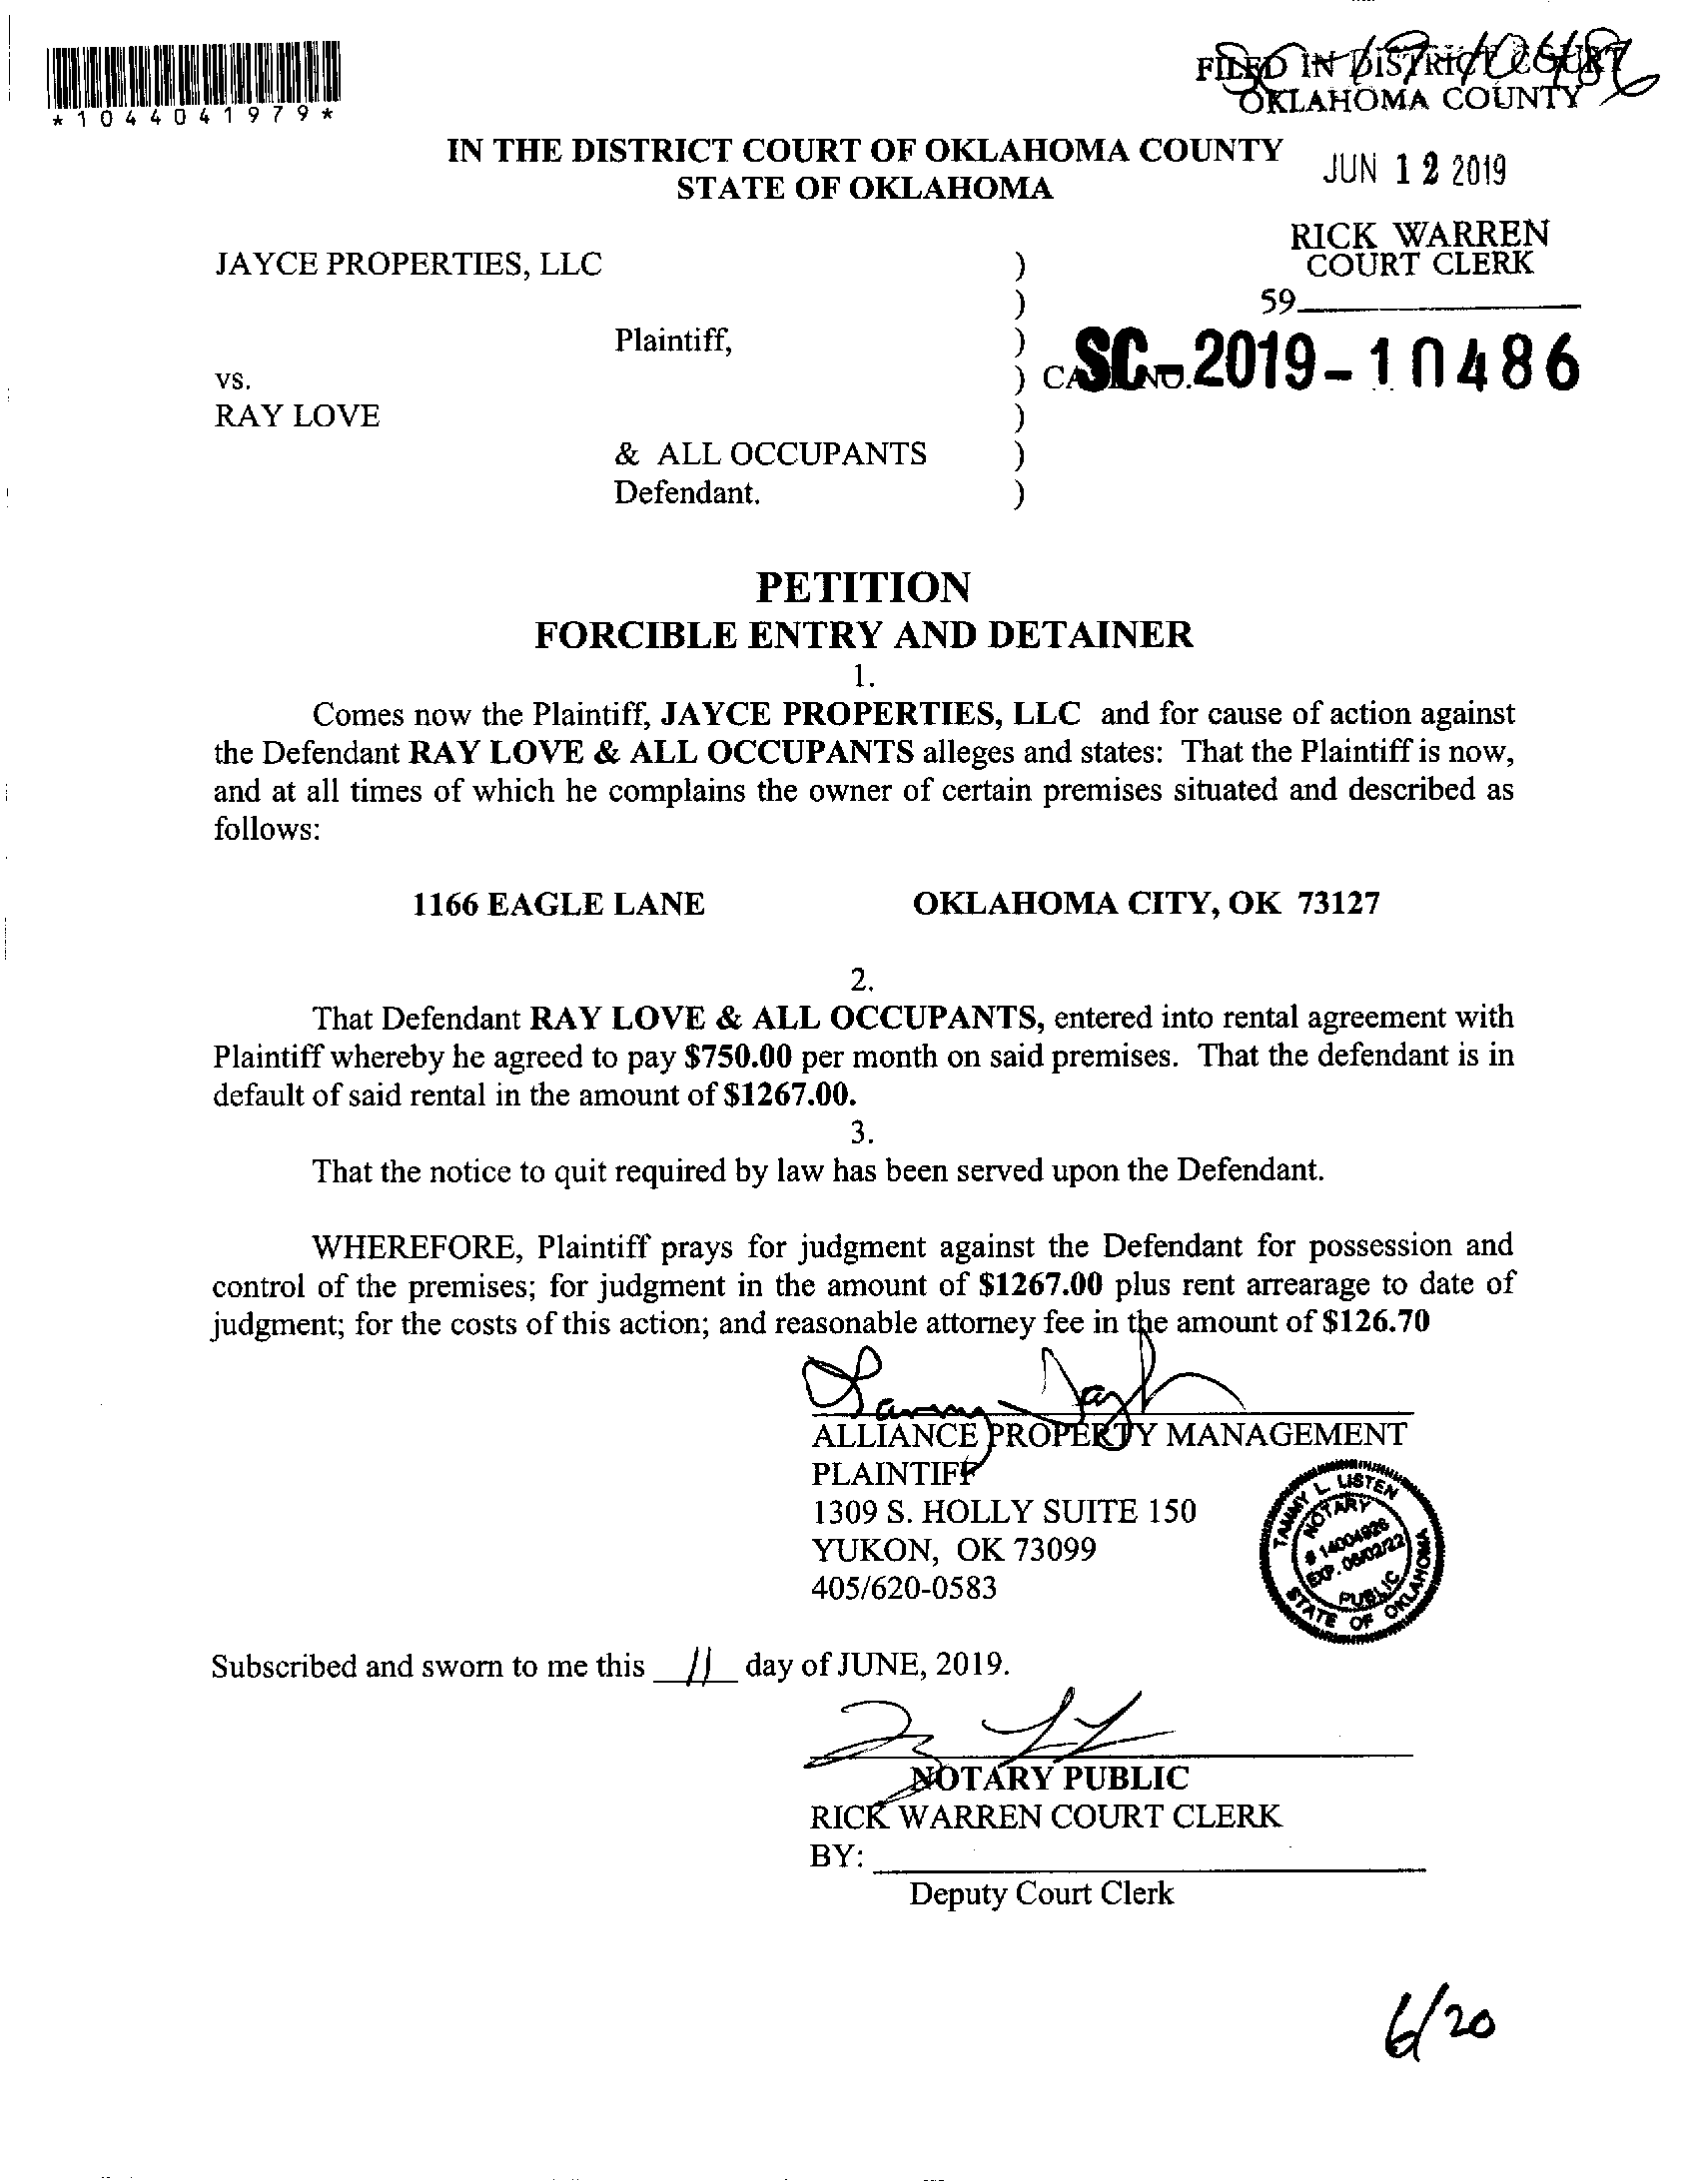 *1044041979*
SC-19-10486
FILED IN DISTRICT COURT
OKLAHOMA COUNTY
IN THE DISTRICT COURT OF OKLAHOMA COUNTY
STATE OF OKLAHOMA
JUN 12 2019
RICK WARREN
COURT CLERK
59
JAYCE PROPERTIES, LLC )
)
Plaintiff, )
vs. ) CASE NO. SC-2019-10486
RAY LOVE )
& ALL OCCUPANTS )
Defendant. )
PETITION
FORCIBLE ENTRY AND DETAINER
1.
Comes now the Plaintiff, JAYCE PROPERTIES, LLC and for cause of action against
the Defendant RAY LOVE & ALL OCCUPANTS alleges and states: That the Plaintiff is now,
and at all times of which he complains the owner of certain premises situated and described as
follows:
1166 EAGLE LANE OKLAHOMA CITY, OK 73127
2.
That Defendant RAY LOVE & ALL OCCUPANTS, entered into rental agreement with
Plaintiff whereby he agreed to pay $750.00 per month on said premises. That the defendant is in
default of said rental in the amount of $1267.00.
3.
That the notice to quit required by law has been served upon the Defendant.
WHEREFORE, Plaintiff prays for judgment against the Defendant for possession and
control of the premises; for judgment in the amount of $1267.00 plus rent arrearage to date of
judgment; for the costs of this action; and reasonable attorney fee in the amount of $126.70
ALLIANCE PROPERTY MANAGEMENT
PLAINTIFF
1309 S. HOLLY SUITE 150
YUKON, OK 73099
405/620-0583
TAMMY L. LISTEN
NOTARY
# 14004926
EXP. 06/02/22
PUBLIC
STATE OF OKLAHOMA
Subscribed and sworn to me this 11 day of JUNE, 2019.
NOTARY PUBLIC
RICK WARREN COURT CLERK
BY:
Deputy Court Clerk
6/20